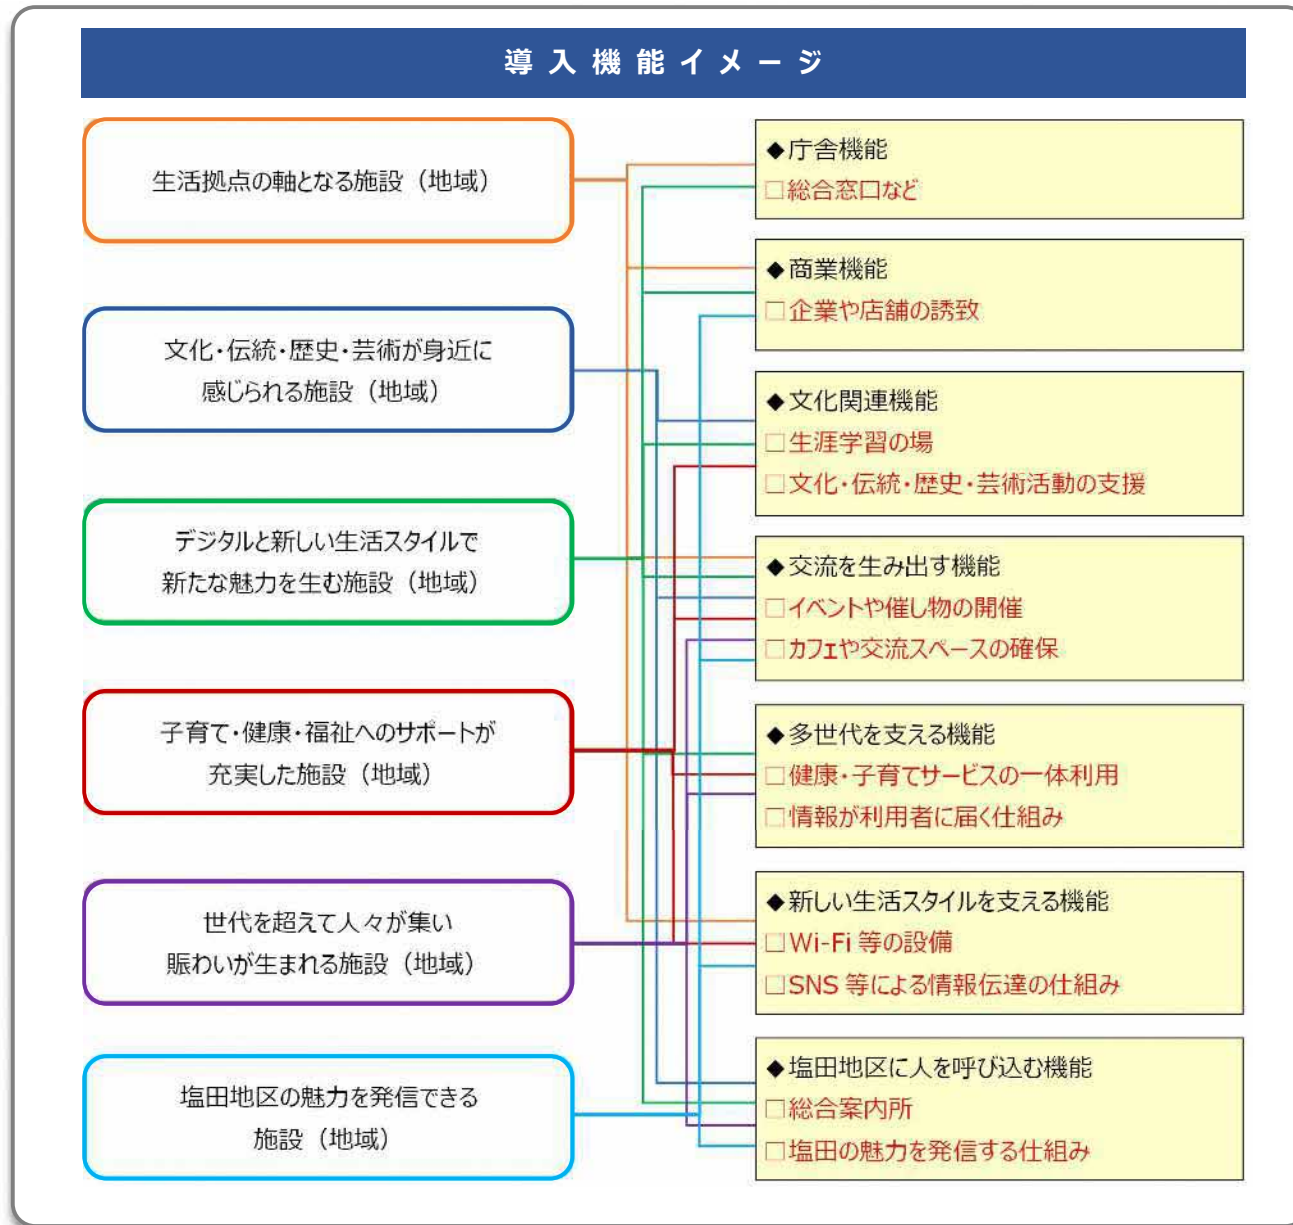 導入機能イメージ
生活拠点の軸となる施設（地域）
文化・伝統・歴史・芸術が身近に
感じられる施設（地域）
デジタルと新しい生活スタイルで
新たな魅力を生む施設（地域）
子育て・健康・福祉へのサポートが
充実した施設（地域）
世代を超えて人々が集い
賑わいが生まれる施設（地域）
塩田地区の魅力を発信できる
施設（地域）
◆庁舎機能
□総合窓口など
◆商業機能
□企業や店舗の誘致
◆文化関連機能
□生涯学習の場
□文化・伝統・歴史・芸術活動の支援
◆交流を生み出す機能
□イベントや催し物の開催
□カフェや交流スペースの確保
◆多世代を支える機能
□健康・子育てサービスの一体利用
□情報が利用者に届く仕組み
◆新しい生活スタイルを支える機能
□Wi-Fi 等の設備
□SNS 等による情報伝達の仕組み
◆塩田地区に人を呼び込む機能
□総合案内所
□塩田の魅力を発信する仕組み